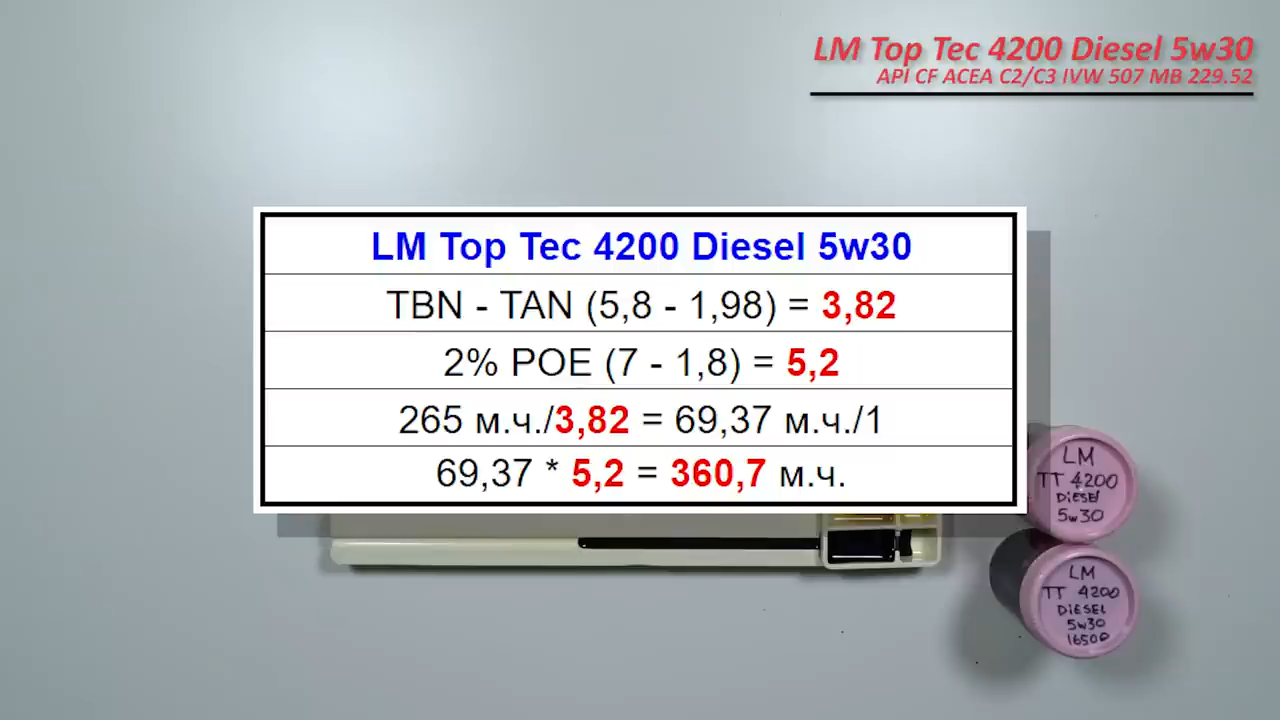 LM Top Tec 4200 Diesel 5w30
API CF ACEA C2/C3 IVW 507 MB 229.52
LM Top Tec 4200 Diesel 5w30
TBN - TAN (5,8 - 1,98) = 3,82
2% POE (7 - 1,8) = 5,2
265 м.ч./3,82 = 69,37 м.ч./1
69,37 * 5,2 = 360,7 м.ч.
LM
TT 4200
DIESEL
5w30
LM
TT 4200
DIESEL
5w30